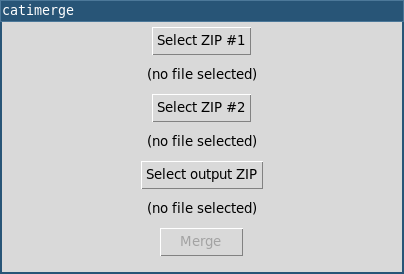 catimerge
Select ZIP #1
(no file selected)
Select ZIP #2
(no file selected)
Select output ZIP
(no file selected)
Merge